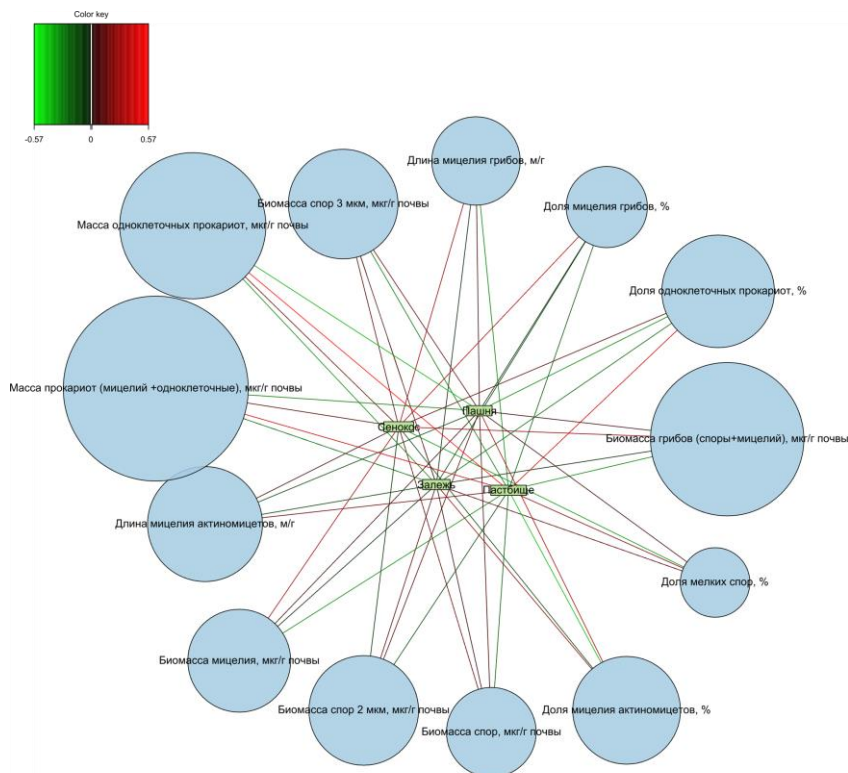 Color key
-0.57
0
0.57
Длина мицелия грибов, м/г
Биомасса спор 3 мкм, мкг/г почвы
Доля мицелия грибов, %
Масса одноклеточных прокариот, мкг/г почвы
Доля одноклеточных прокариот, %
Масса прокариот (мицелий +одноклеточные), мкг/г почвы
Пашня
Сенокос
Биомасса грибов (споры+мицелий), мкг/г почвы
Залежь
Пастбище
Длина мицелия актиномицетов, м/г
Доля мелких спор, %
Биомасса мицелия, мкг/г почвы
Биомасса спор 2 мкм, мкг/г почвы
Доля мицелия актиномицетов, %
Биомасса спор, мкг/г почвы